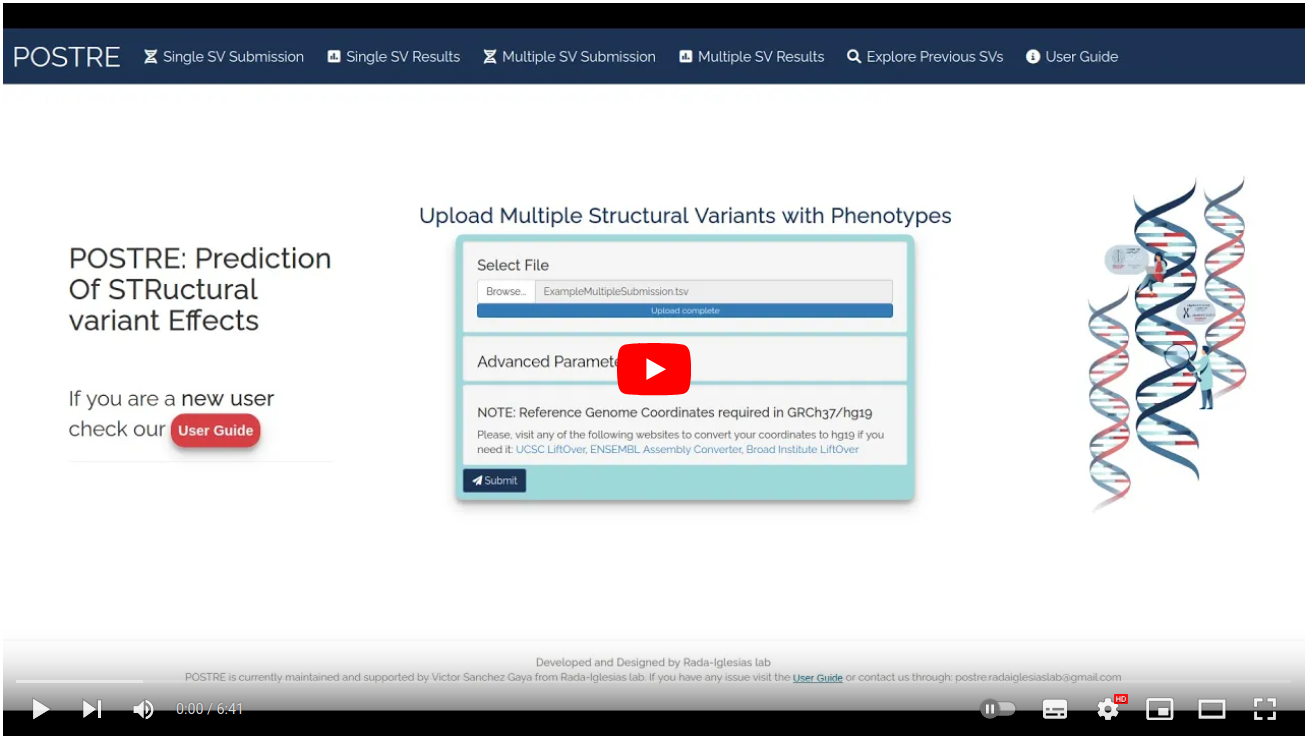 POSTRE Single SV Submission Single SV Results Multiple SV Submission Multiple SV Results Explore Previous SVs User Guide
POSTRE: Prediction
Of STRuctural
variant Effects
If you are a new user
check our User Guide
Upload Multiple Structural Variants with Phenotypes
Select File
Browse... ExampleMultipleSubmission.tsv
Upload complete
Advanced Paramete
NOTE: Reference Genome Coordinates required in GRCh37/hg19
Please, visit any of the following websites to convert your coordinates to hg19 if you
need it: UCSC LiftOver, ENSEMBL Assembly Converter, Broad Institute LiftOver
Submit
Developed and Designed by Rada-Iglesias lab
POSTRE is currently maintained and supported by Victor Sanchez Gaya from Rada-Iglesias lab. If you have any issue visit the User Guide or contact us through: postre.radaiglesiaslab@gmail.com
0:00 / 6:41
HD